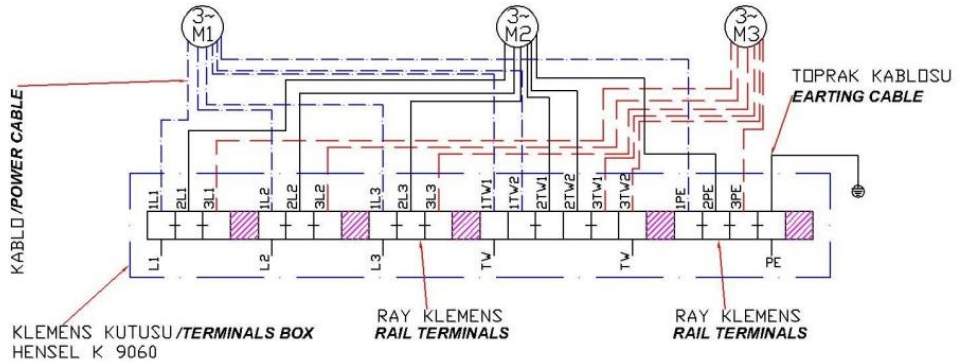 3~
M1
3~
M2
3~
M3
KABLO /POWER CABLE
TOPRAK KABLOSU
EARTING CABLE
1L1
2L1
3L1
1L2
2L2
3L2
1L3
2L3
3L3
1TW1
1TW2
2TW1
2TW2
3TW1
3TW2
1PE
2PE
3PE
L1
L2
L3
TW
TW
PE
KLEMENS KUTUSU /TERMINALS BOX
HENSEL K 9060
RAY KLEMENS
RAIL TERMINALS
RAY KLEMENS
RAIL TERMINALS